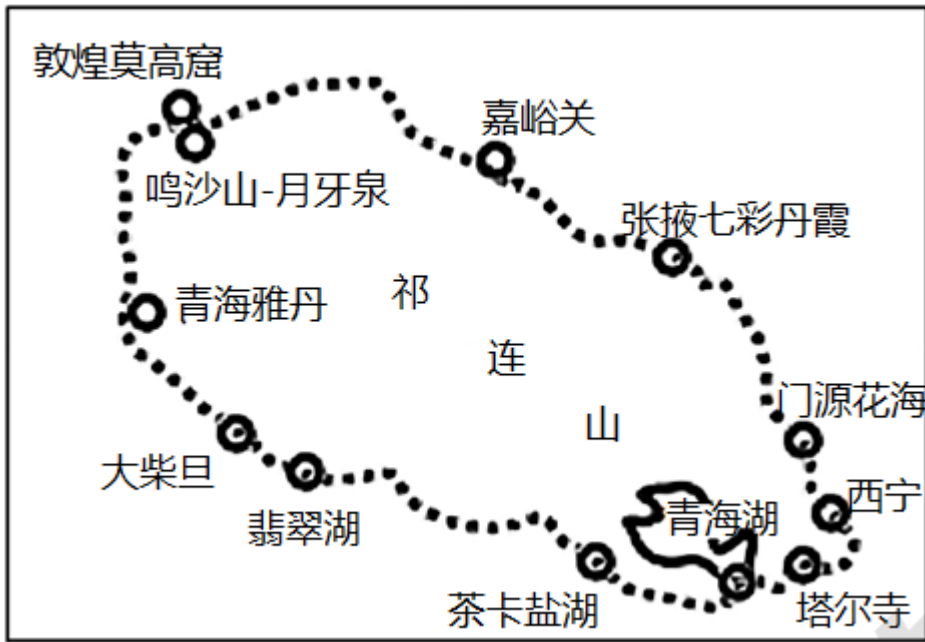 敦煌莫高窟
嘉峪关
鸣沙山-月牙泉
张掖七彩丹霞
青海雅丹
祁
连
山
门源花海
大柴旦
翡翠湖
青海湖
西宁
茶卡盐湖
塔尔寺